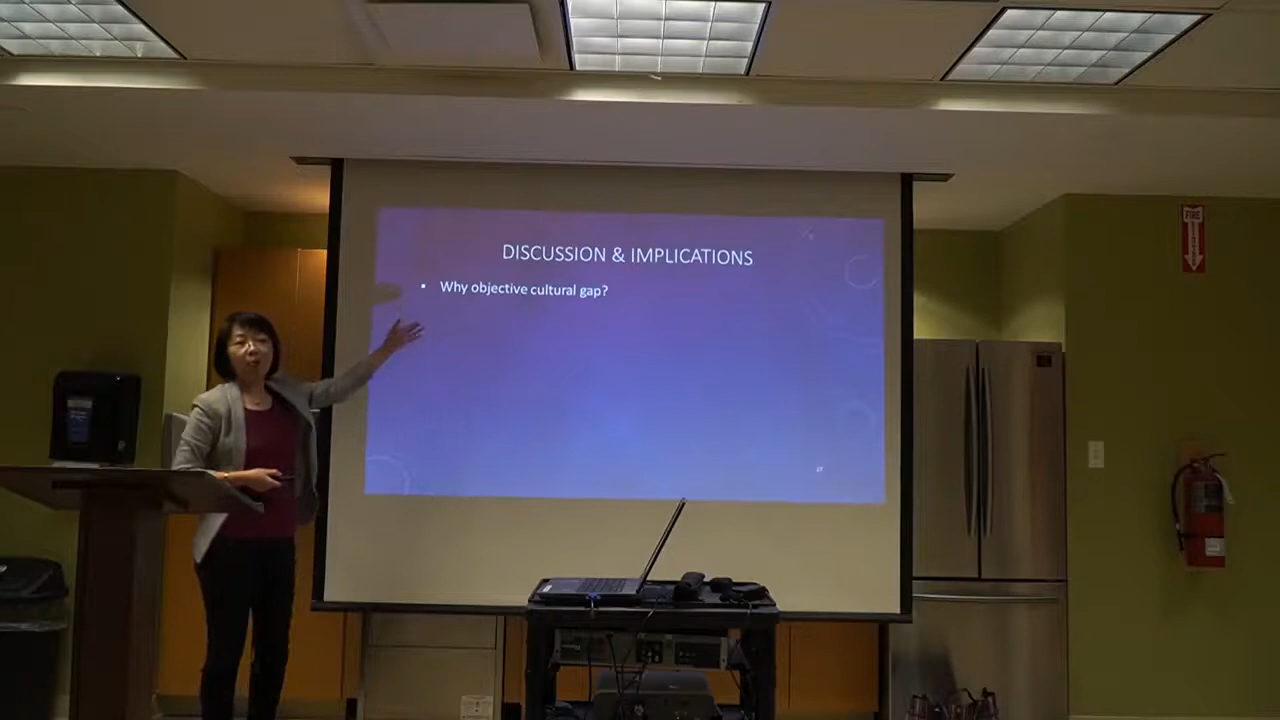 DISCUSSION & IMPLICATIONS
▪ Why objective cultural gap?
FIRE